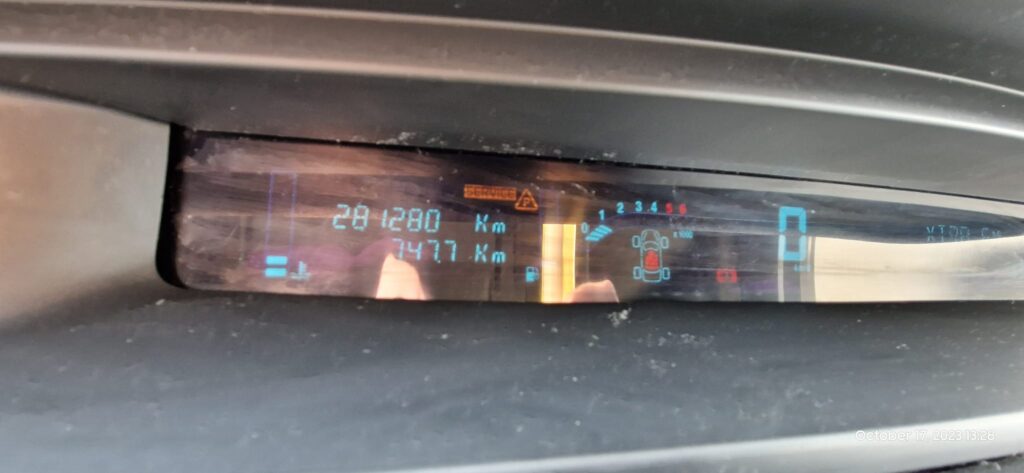 SERVICE P
281280 Km
747.7 Km
0 1 2 3 4 5 6
x1000
0
October 17, 2023 13:28